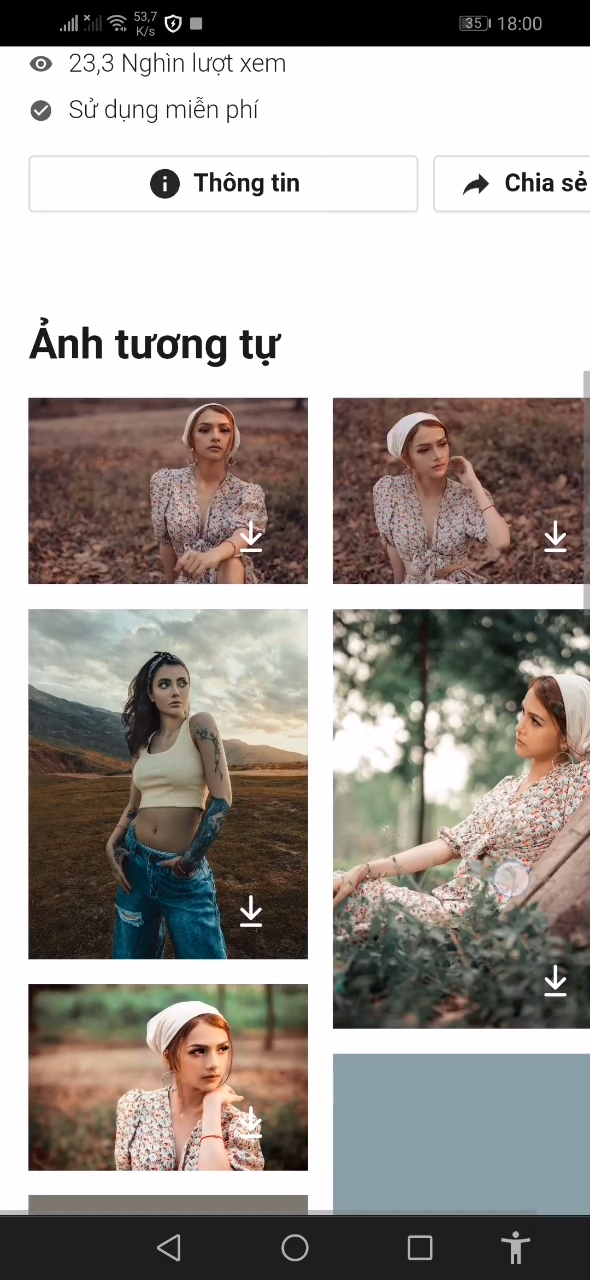 53,7
K/s
35
18:00
23,3 Nghìn lượt xem
Sử dụng miễn phí
Thông tin
Chia sẻ
Ảnh tương tự